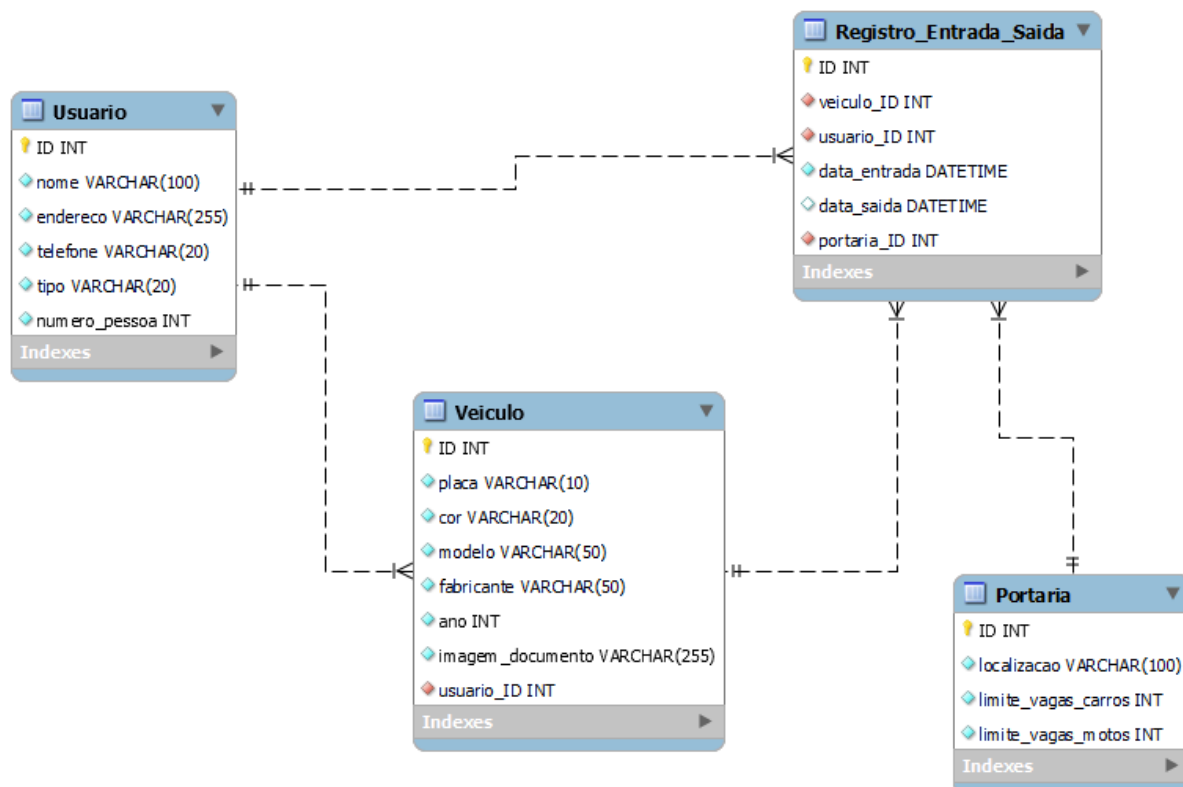 Usuario
ID INT
nome VARCHAR(100)
endereco VARCHAR(255)
telefone VARCHAR(20)
tipo VARCHAR(20)
numero_pessoa INT
Indexes
Registro_Entrada_Saida
ID INT
veiculo_ID INT
usuario_ID INT
data_entrada DATETIME
data_saida DATETIME
portaria_ID INT
Indexes
Veiculo
ID INT
placa VARCHAR(10)
cor VARCHAR(20)
modelo VARCHAR(50)
fabricante VARCHAR(50)
ano INT
imagem_documento VARCHAR(255)
usuario_ID INT
Indexes
Portaria
ID INT
localizacao VARCHAR(100)
limite_vagas_carros INT
limite_vagas_motos INT
Indexes